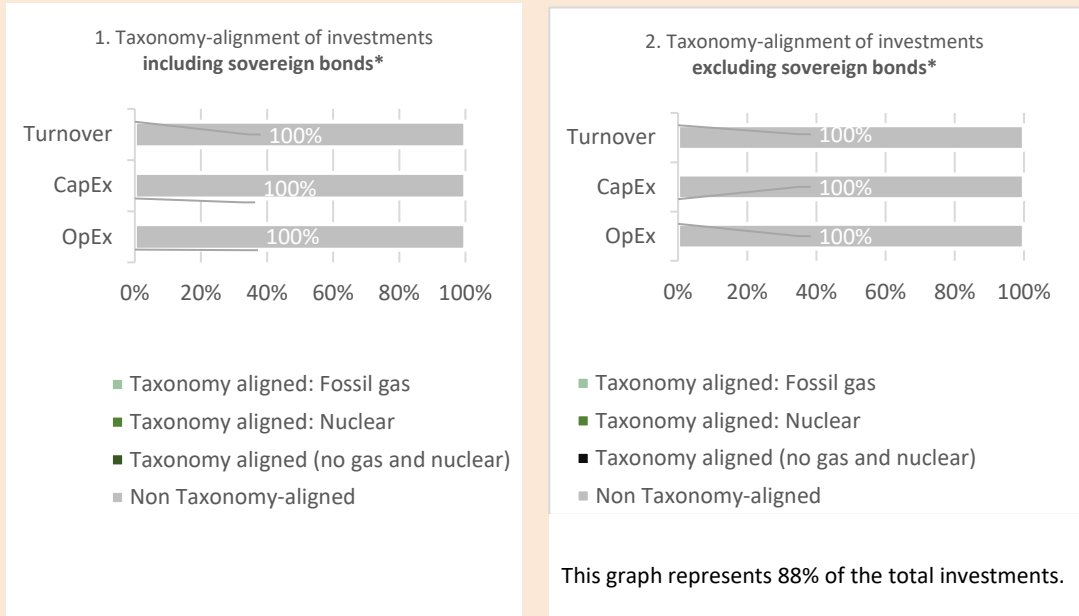 1. Taxonomy-alignment of investments
including sovereign bonds*
Turnover
100%
CapEx
100%
OpEx
100%
0% 20% 40% 60% 80% 100%
Taxonomy aligned: Fossil gas
Taxonomy aligned: Nuclear
Taxonomy aligned (no gas and nuclear)
Non Taxonomy-aligned
2. Taxonomy-alignment of investments
excluding sovereign bonds*
Turnover
100%
CapEx
100%
OpEx
100%
0% 20% 40% 60% 80% 100%
Taxonomy aligned: Fossil gas
Taxonomy aligned: Nuclear
Taxonomy aligned (no gas and nuclear)
Non Taxonomy-aligned
This graph represents 88% of the total investments.